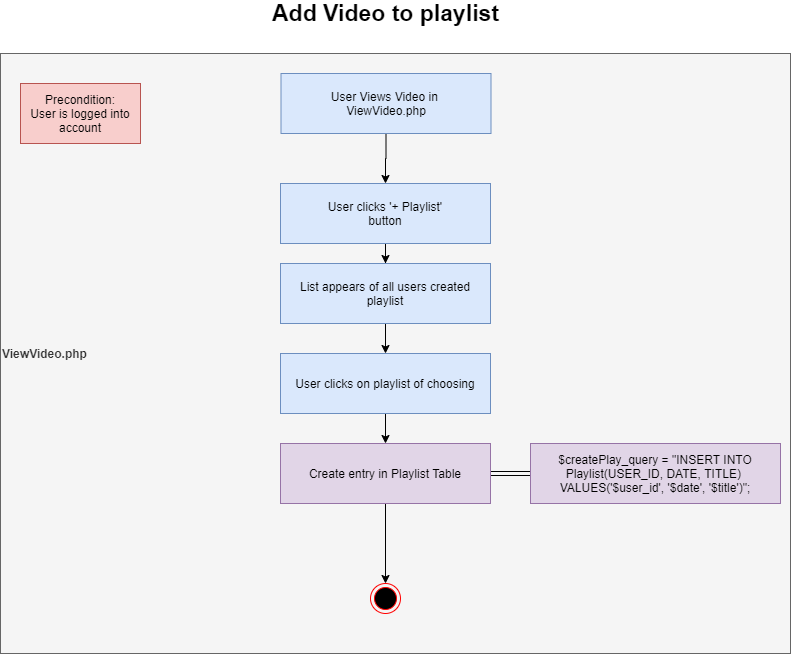 Add Video to playlist
Precondition:
User is logged into
account
User Views Video in
ViewVideo.php
User clicks '+ Playlist'
button
List appears of all users created
playlist
ViewVideo.php
User clicks on playlist of choosing
Create entry in Playlist Table
$createPlay_query = "INSERT INTO
Playlist(USER_ID, DATE, TITLE)
VALUES('$user_id', '$date', '$title')";